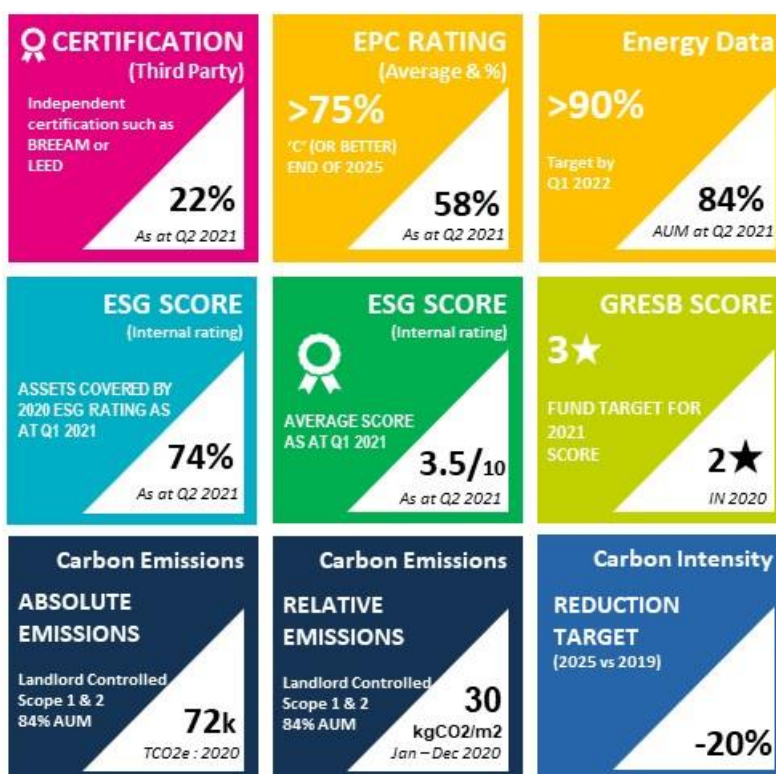 CERTIFICATION
(Third Party)
Independent
certification such as
BREEAM or
LEED
22%
As at Q2 2021
EPC RATING
(Average & %)
>75%
'C' (OR BETTER)
END OF 2025
58%
As at Q2 2021
Energy Data
>90%
Target by
Q1 2022
84%
AUM at Q2 2021
ESG SCORE
(Internal rating)
ASSETS COVERED BY
2020 ESG RATING AS
AT Q1 2021
74%
As at Q2 2021
ESG SCORE
(Internal rating)
AVERAGE SCORE
AS AT Q1 2021
3.5/10
As at Q2 2021
GRESB SCORE
3★
FUND TARGET FOR
2021
SCORE
2★
IN 2020
Carbon Emissions
ABSOLUTE
EMISSIONS
Landlord Controlled
Scope 1 & 2
84% AUM
72k
TCO2e : 2020
Carbon Emissions
RELATIVE
EMISSIONS
Landlord Controlled
Scope 1 & 2
84% AUM
30
kgCO2/m2
Jan – Dec 2020
Carbon Intensity
REDUCTION
TARGET
(2025 vs 2019)
-20%